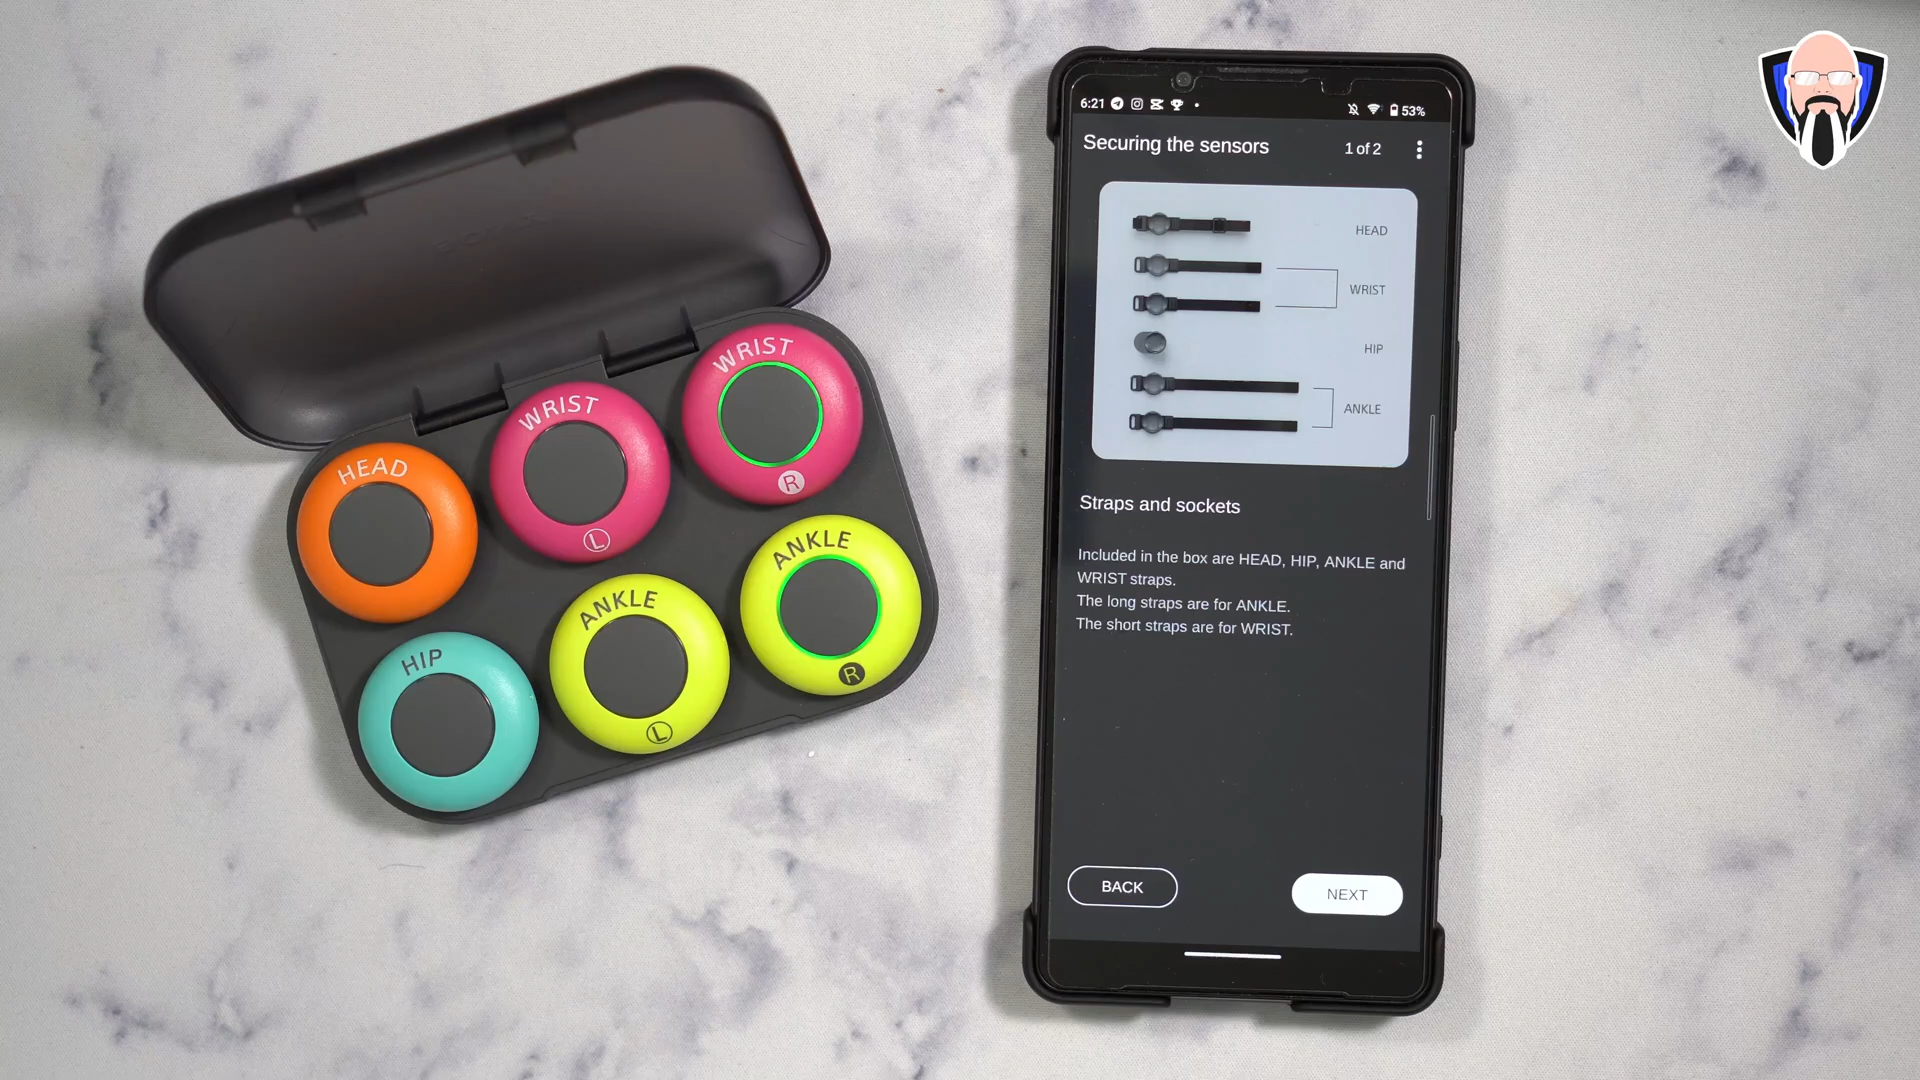 HEAD
WRIST
L
WRIST
R
HIP
ANKLE
L
ANKLE
R
6:21
53%
Securing the sensors
1 of 2
HEAD
WRIST
HIP
ANKLE
Straps and sockets
Included in the box are HEAD, HIP, ANKLE and
WRIST straps.
The long straps are for ANKLE.
The short straps are for WRIST.
BACK
NEXT